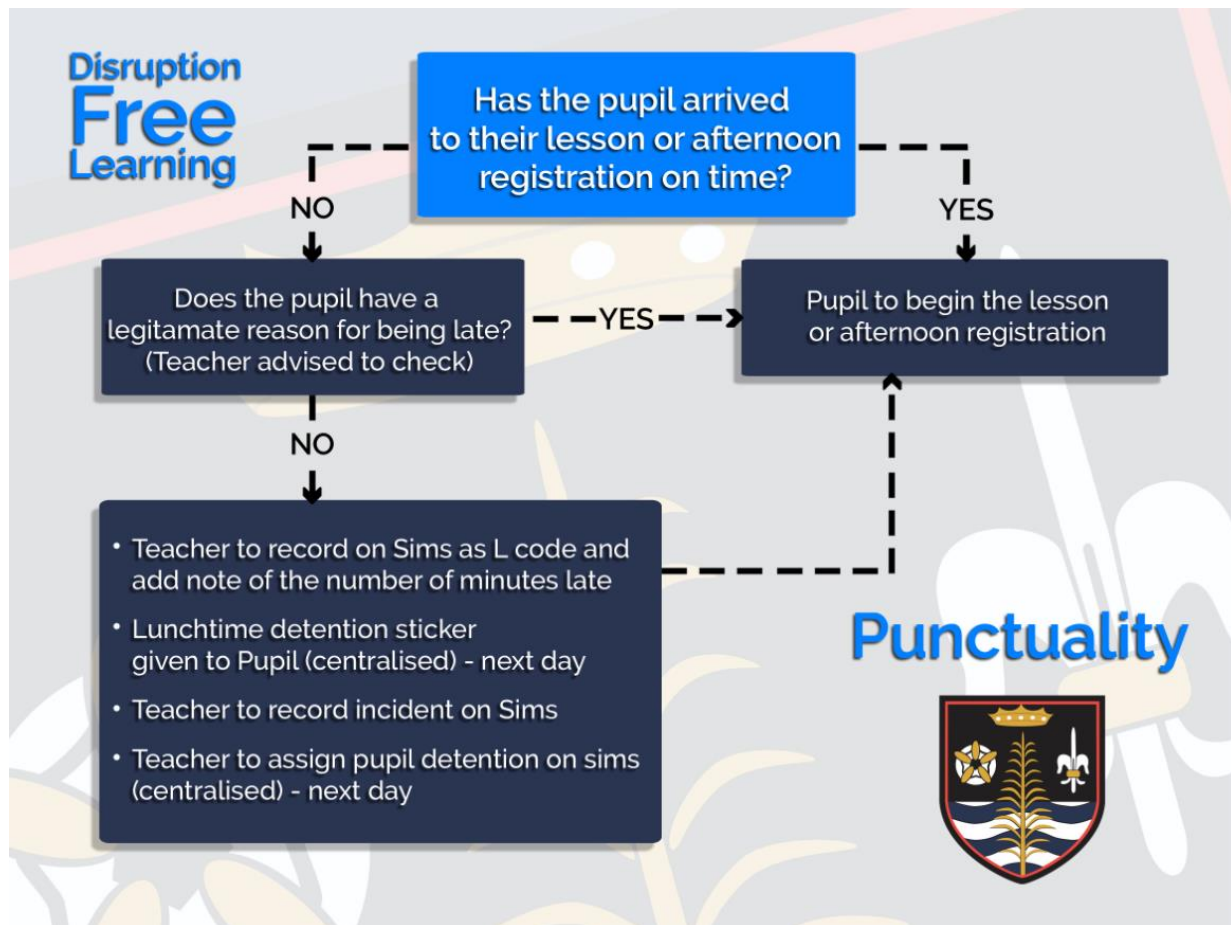 Disruption
Free
Learning
Has the pupil arrived
to their lesson or afternoon
registration on time?
NO
YES
Does the pupil have a
legitamate reason for being late?
(Teacher advised to check)
YES
Pupil to begin the lesson
or afternoon registration
NO
• Teacher to record on Sims as L code and
add note of the number of minutes late
• Lunchtime detention sticker
given to Pupil (centralised) - next day
• Teacher to record incident on Sims
• Teacher to assign pupil detention on sims
(centralised) - next day
Punctuality